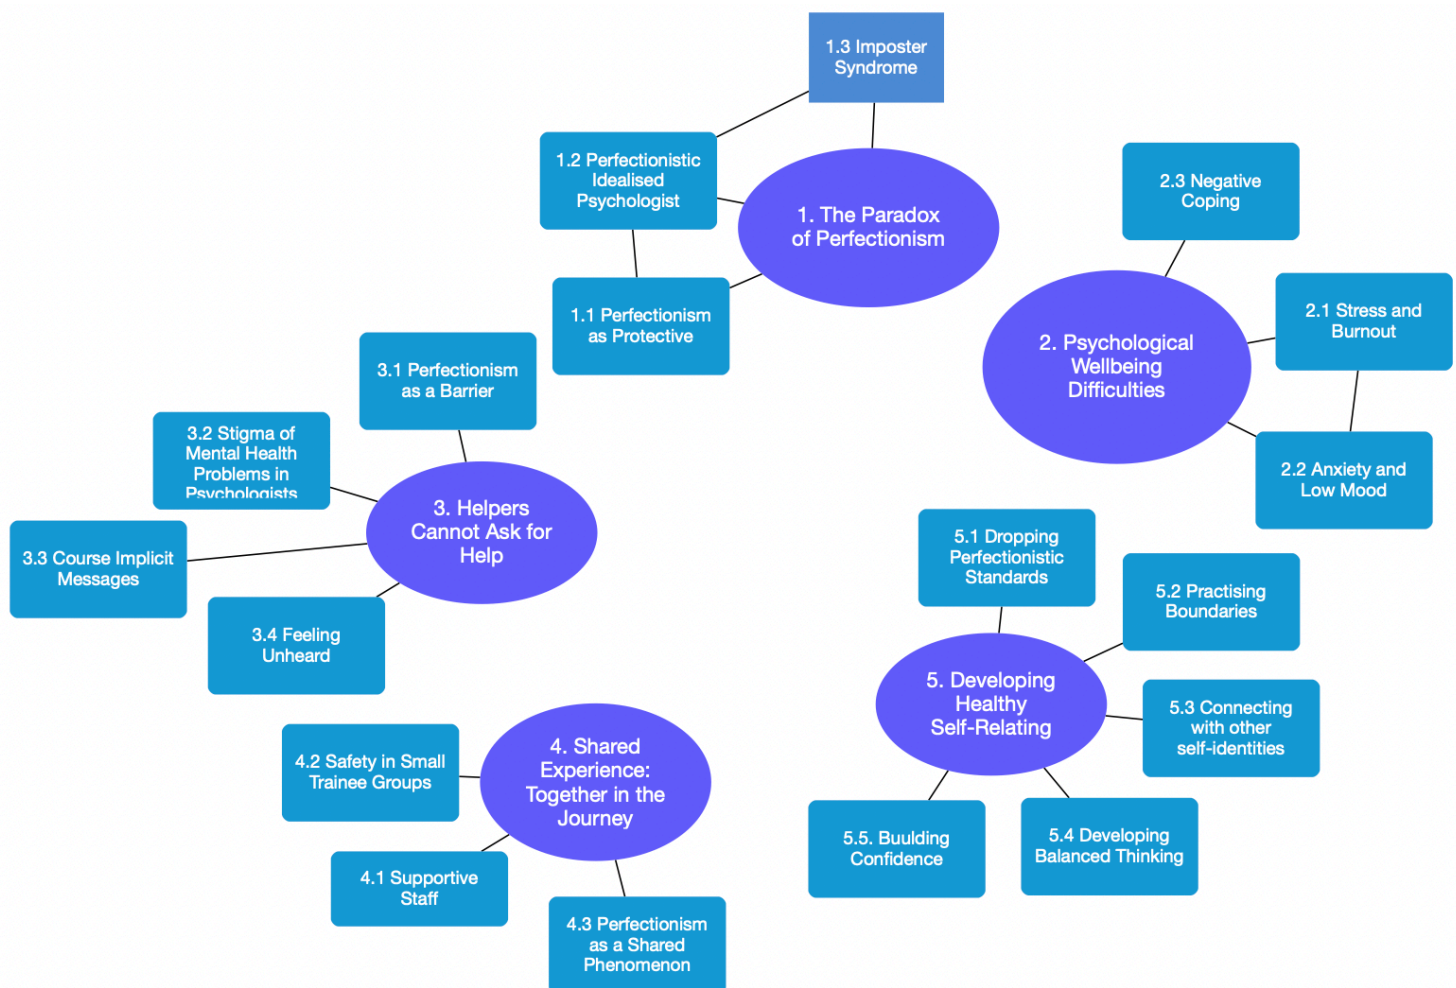 1.3 Imposter
Syndrome
1.2 Perfectionistic
Idealised
Psychologist
1. The Paradox
of Perfectionism
1.1 Perfectionism
as Protective
2.3 Negative
Coping
2. Psychological
Wellbeing
Difficulties
2.1 Stress and
Burnout
2.2 Anxiety and
Low Mood
3.1 Perfectionism
as a Barrier
3.2 Stigma of
Mental Health
Problems in
Psychologists
3. Helpers
Cannot Ask for
Help
3.3 Course Implicit
Messages
3.4 Feeling
Unheard
4. Shared
Experience:
Together in the
Journey
4.2 Safety in Small
Trainee Groups
4.1 Supportive
Staff
4.3 Perfectionism
as a Shared
Phenomenon
5.1 Dropping
Perfectionistic
Standards
5.2 Practising
Boundaries
5. Developing
Healthy
Self-Relating
5.3 Connecting
with other
self-identities
5.5. Buulding
Confidence
5.4 Developing
Balanced Thinking